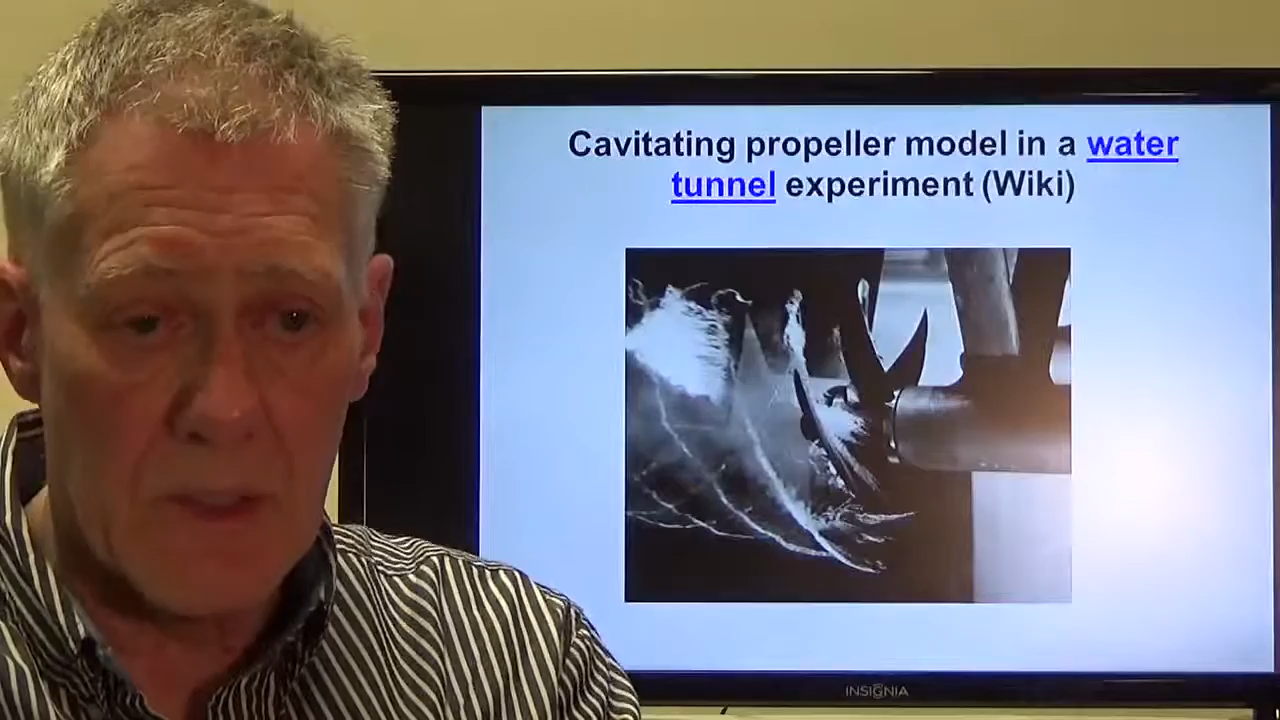 Cavitating propeller model in a water
tunnel experiment (Wiki)
INSIGNIA